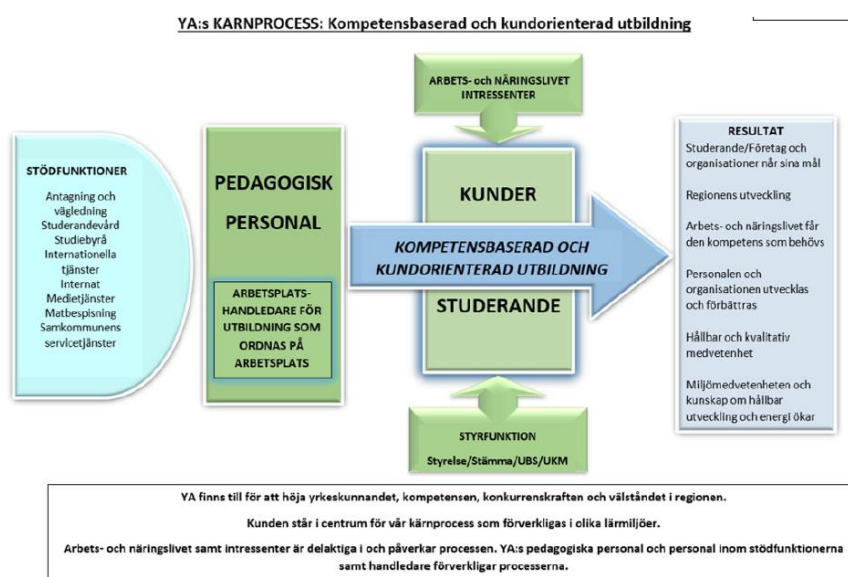 YA:s KÄRNPROCESS: Kompetensbaserad och kundorienterad utbildning
ARBETS- och NÄRINGSLIVET
INTRESSENTER
STÖDFUNKTIONER
Antagning och
vägledning
Studerandevård
Studiebyrå
Internationella
tjänster
Internat
Medietjänster
Matbespisning
Samkommunens
servicetjänster
PEDAGOGISK
PERSONAL
ARBETSPLATS-
HANDLEDARE FÖR
UTBILDNING SOM
ORDNAS PÅ
ARBETSPLATS
KUNDER
KOMPETENSBASERAD OCH
KUNDORIENTERAD UTBILDNING
STUDERANDE
STYRFUNKTION
Styrelse/Stämma/UBS/UKM
RESULTAT
Studerande/Företag och
organisationer når sina mål
Regionens utveckling
Arbets- och näringslivet får
den kompetens som behövs
Personalen och
organisationen utvecklas
och förbättras
Hållbar och kvalitativ
medvetenhet
Miljömedvetenheten och
kunskap om hållbar
utveckling och energi ökar
YA finns till för att höja yrkeskunnandet, kompetensen, konkurrenskraften och välståndet i regionen.
Kunden står i centrum för vår kärnprocess som förverkligas i olika lärmiljöer.
Arbets- och näringslivet samt intressenter är delaktiga i och påverkar processen. YA:s pedagogiska personal och personal inom stödfunktionerna
samt handledare förverkligar processerna.